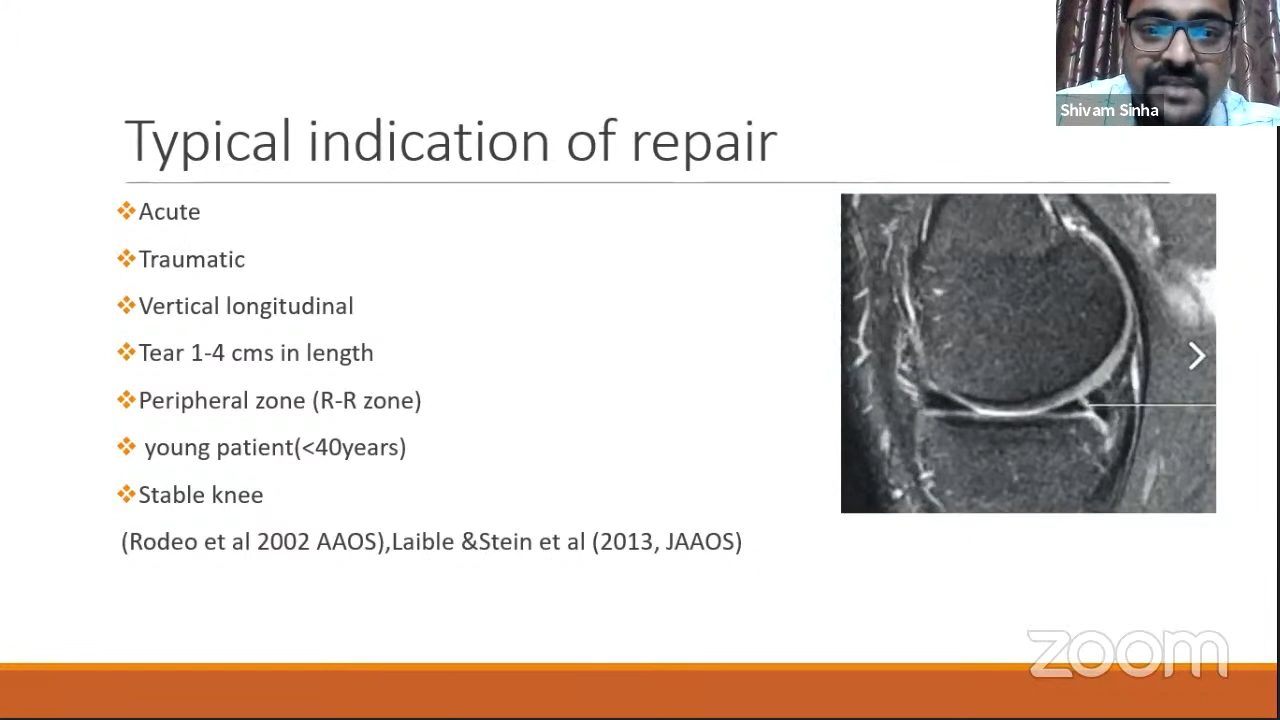 Shivam Sinha
Typical indication of repair
Acute
Traumatic
Vertical longitudinal
Tear 1-4 cms in length
Peripheral zone (R-R zone)
young patient(<40years)
Stable knee
(Rodeo et al 2002 AAOS),Laible &Stein et al (2013, JAAOS)
zoom